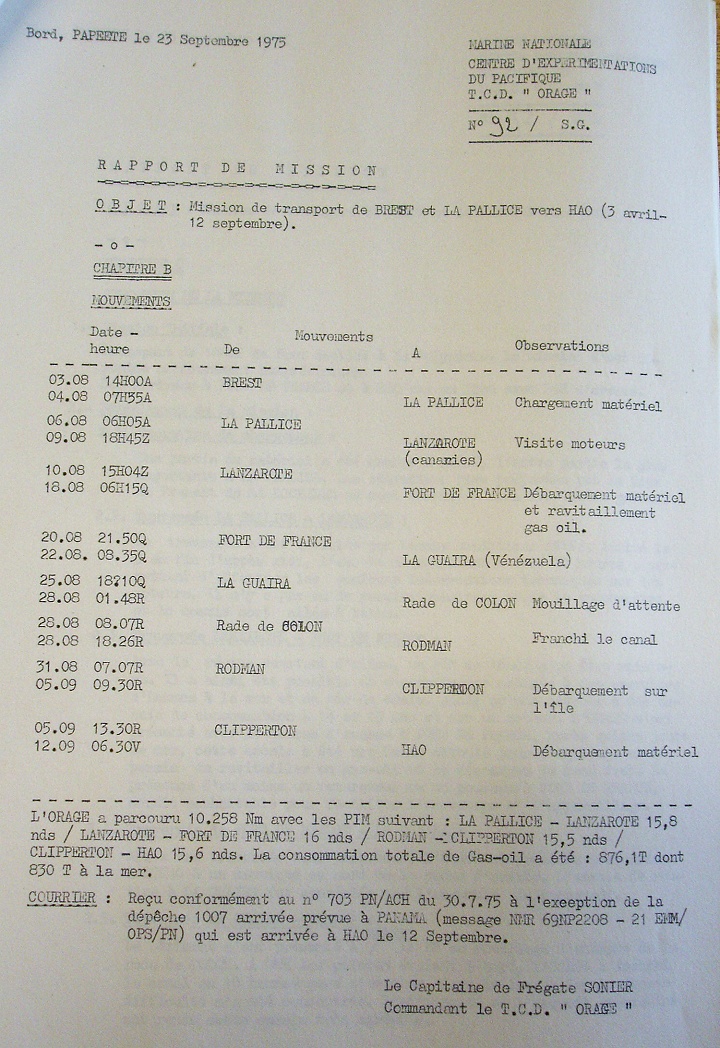 Bord, PAPEETE le 23 Septembre 1975
MARINE NATIONALE
CENTRE D'EXPERIMENTATIONS
DU PACIFIQUE
T.C.D. " ORAGE "
N° 92 / S.G.
RAPPORT DE MISSION
OBJET : Mission de transport de BREST et LA PALLICE vers HAO (3 avril-
12 septembre).
- o -
CHAPITRE B
MOUVEMENTS
Date - heure Mouvements De A Observations
03.08 14H00A BREST
04.08 07H35A LA PALLICE Chargement matériel
06.08 06H05A LA PALLICE
09.08 18H45Z LANZAROTE Visite moteurs
(canaries)
10.08 15H04Z LANZAROTE
18.08 06H15Q FORT DE FRANCE Débarquement matériel
et ravitaillement
gas oil.
20.08 21.50Q FORT DE FRANCE
22.08. 08.35Q LA GUAIRA (Vénézuela)
25.08 18?10Q LA GUAIRA
28.08 01.48R Rade de COLON Mouillage d'attente
28.08 08.07R Rade de COLON
28.08 18.26R RODMAN Franchi le canal
31.08 07.07R RODMAN
05.09 09.30R CLIPPERTON Débarquement sur
l'île
05.09 13.30R CLIPPERTON
12.09 06.30V HAO Débarquement matériel
L'ORAGE a parcouru 10.258 Nm avec les PIM suivant : LA PALLICE - LANZAROTE 15,8
nds / LANZAROTE - FORT DE FRANCE 16 nds / RODMAN - CLIPPERTON 15,5 nds /
CLIPPERTON - HAO 15,6 nds. La consommation totale de Gas-oil a été : 876,1T dont
830 T à la mer.
COURRIER : Reçu conformément au n° 703 PN/ACH du 30.7.75 à l'exeeption de la
dépêche 1007 arrivée prévue à PANAMA (message NMR 69NP2208 - 21 EMM/
OPS/PN) qui est arrivée à HAO le 12 Septembre.
Le Capitaine de Frégate SONIER
Commandant le T.C.D. " ORAGE "